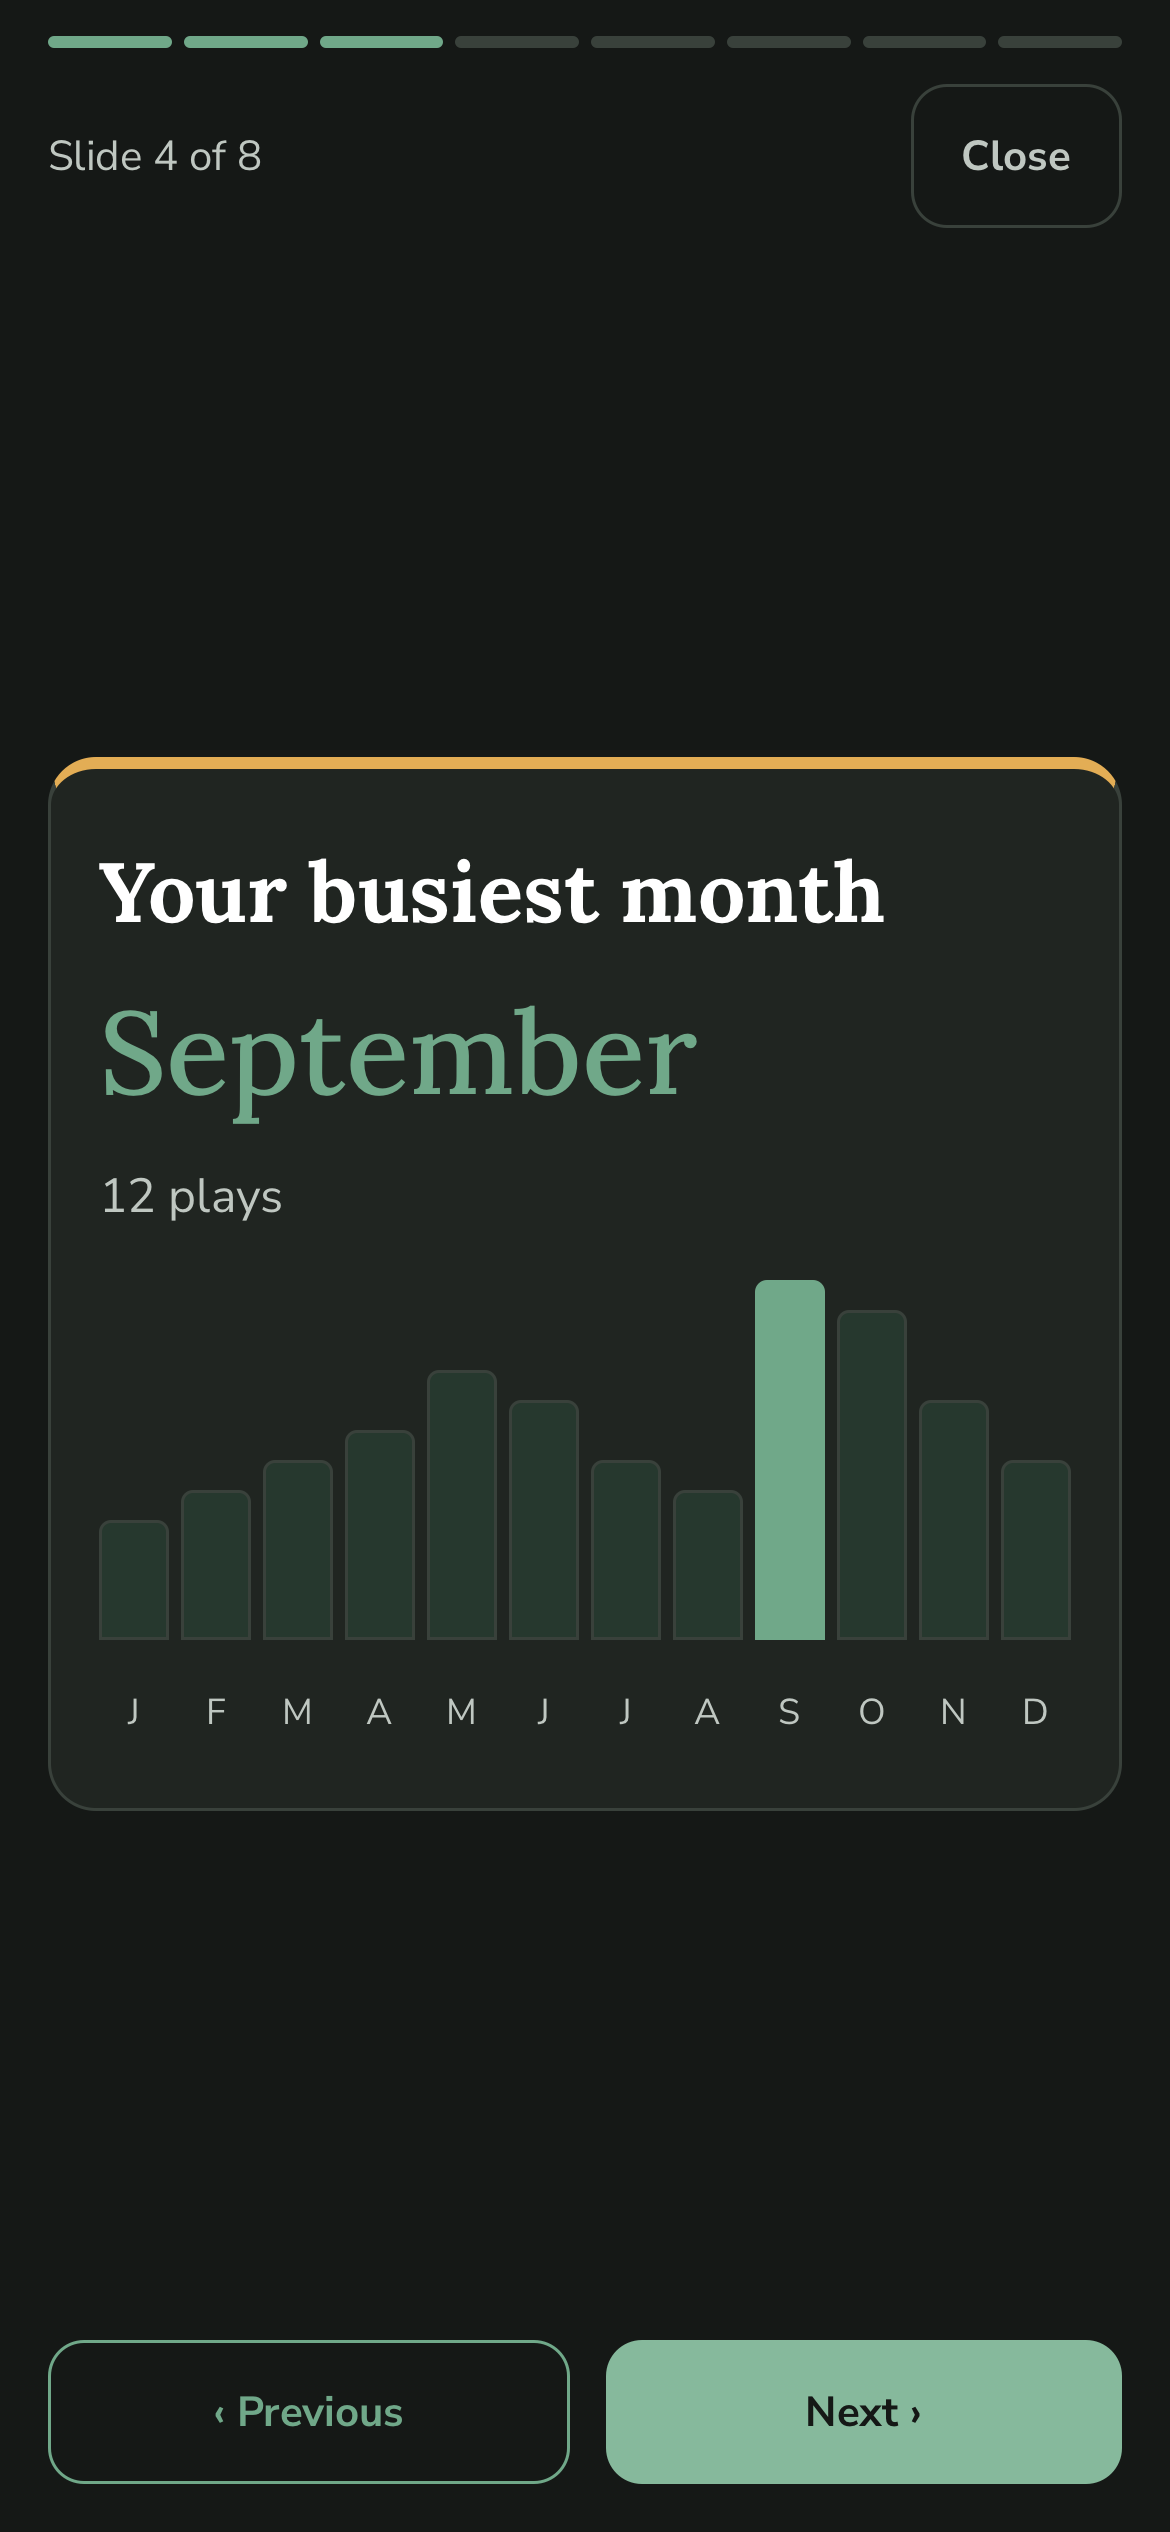 Slide 4 of 8
Close
Your busiest month
September
12 plays
J F M A M J J A S O N D
‹ Previous
Next ›